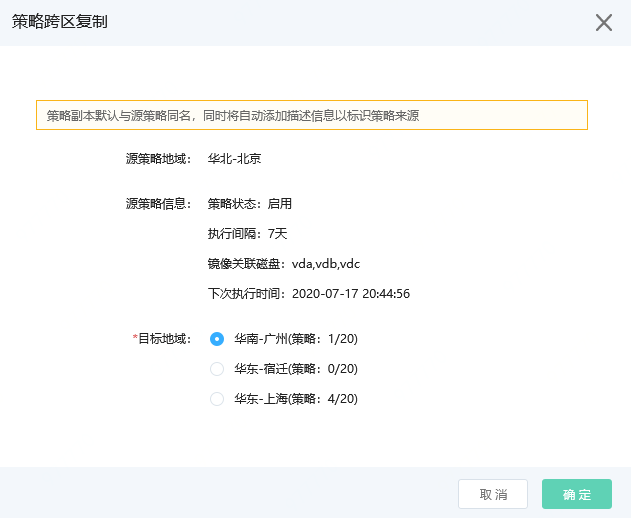 策略跨区复制
策略副本默认与源策略同名，同时将自动添加描述信息以标识策略来源
源策略地域： 华北-北京
源策略信息： 策略状态：启用
执行间隔：7天
镜像关联磁盘：vda,vdb,vdc
下次执行时间：2020-07-17 20:44:56
*目标地域： 华南-广州(策略：1/20)
华东-宿迁(策略：0/20)
华东-上海(策略：4/20)
取消 确定